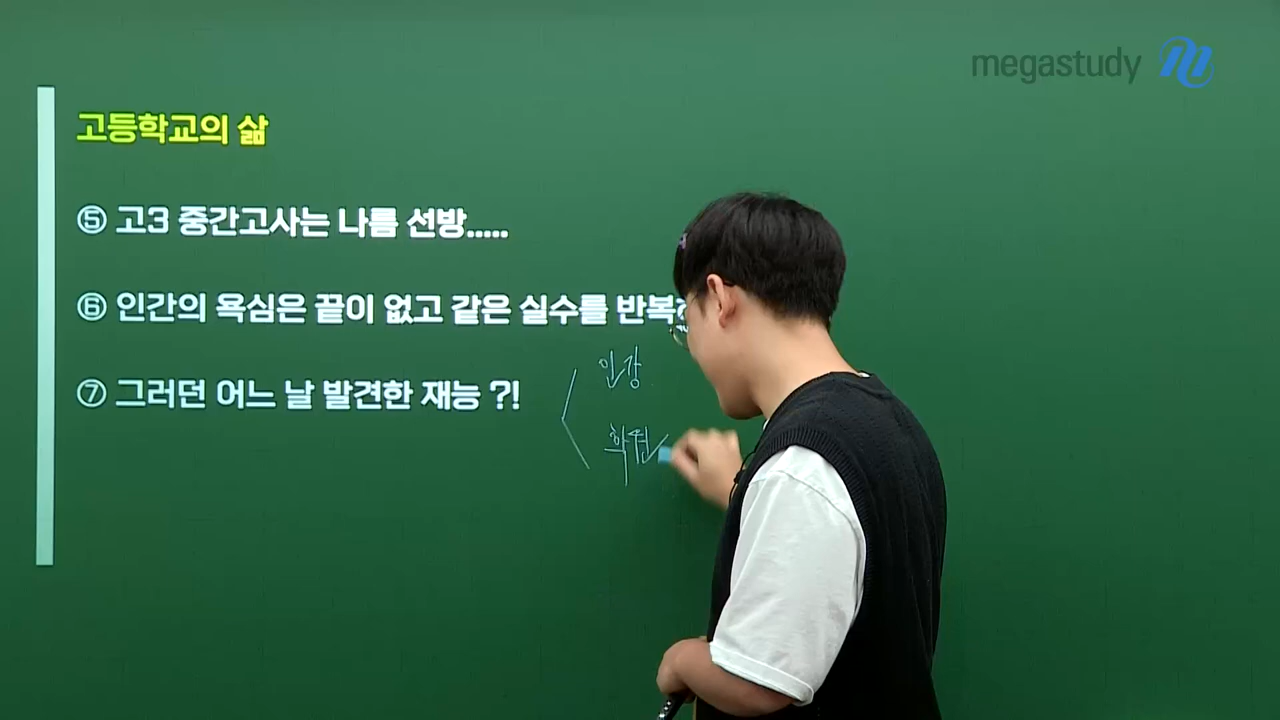 megastudy
고등학교의 삶
⑤ 고3 중간고사는 나름 선방.....
⑥ 인간의 욕심은 끝이 없고 같은 실수를 반복
⑦ 그러던 어느 날 발견한 재능 ?!
인강
학원